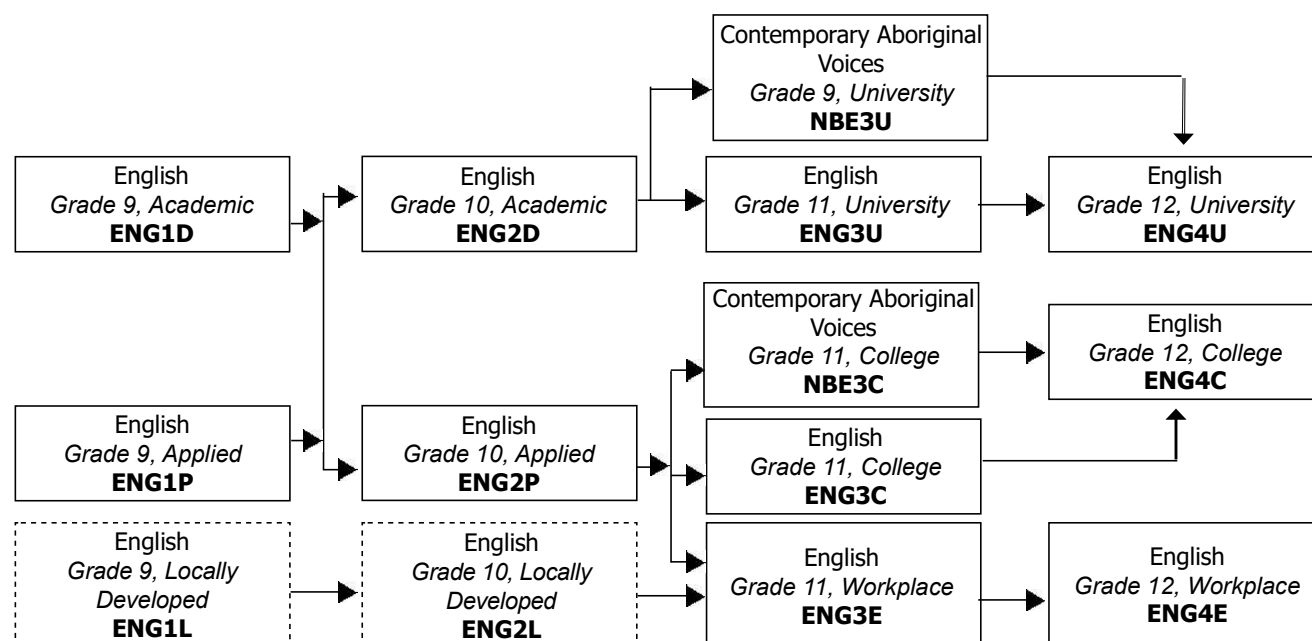 Contemporary Aboriginal
Voices
Grade 9, University
NBE3U
English
Grade 9, Academic
ENG1D
English
Grade 10, Academic
ENG2D
English
Grade 11, University
ENG3U
English
Grade 12, University
ENG4U
Contemporary Aboriginal
Voices
Grade 11, College
NBE3C
English
Grade 12, College
ENG4C
English
Grade 9, Applied
ENG1P
English
Grade 10, Applied
ENG2P
English
Grade 11, College
ENG3C
English
Grade 9, Locally
Developed
ENG1L
English
Grade 10, Locally
Developed
ENG2L
English
Grade 11, Workplace
ENG3E
English
Grade 12, Workplace
ENG4E